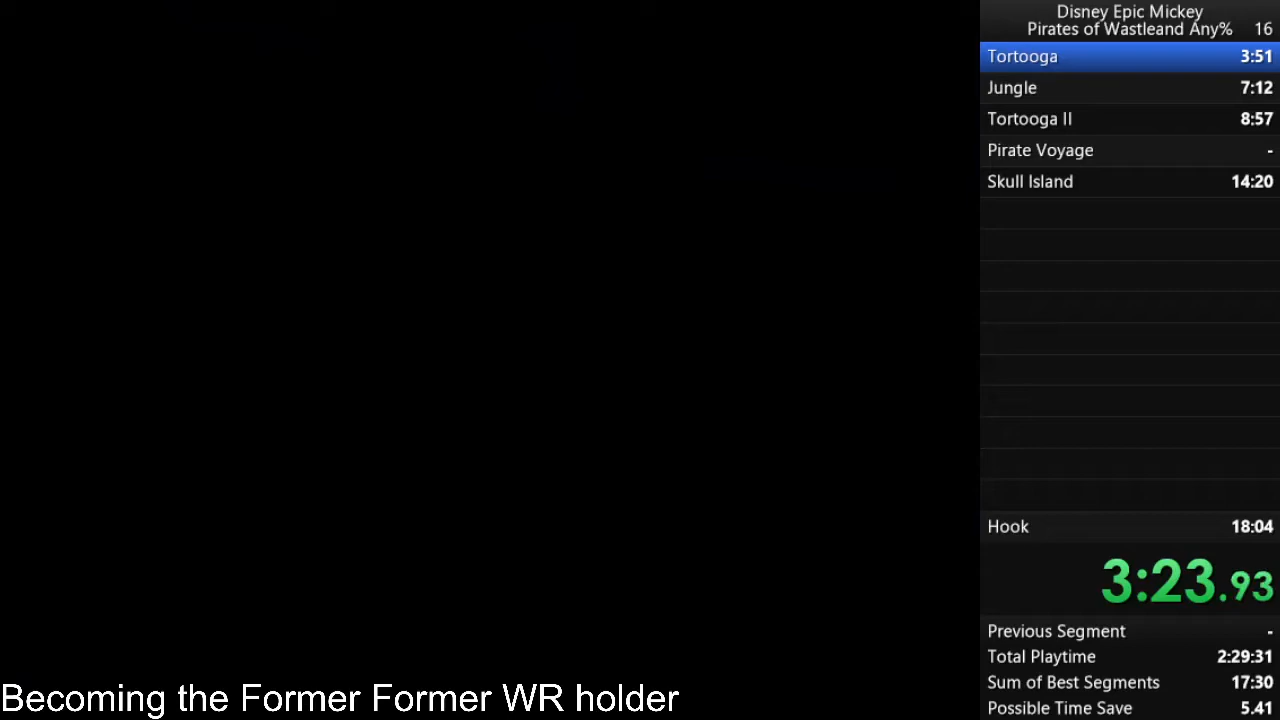 Disney Epic Mickey
Pirates of Wastleand Any% 16
Tortooga 3:51
Jungle 7:12
Tortooga II 8:57
Pirate Voyage -
Skull Island 14:20
Hook 18:04
3:23.93
Previous Segment -
Total Playtime 2:29:31
Sum of Best Segments 17:30
Possible Time Save 5.41
Becoming the Former Former WR holder